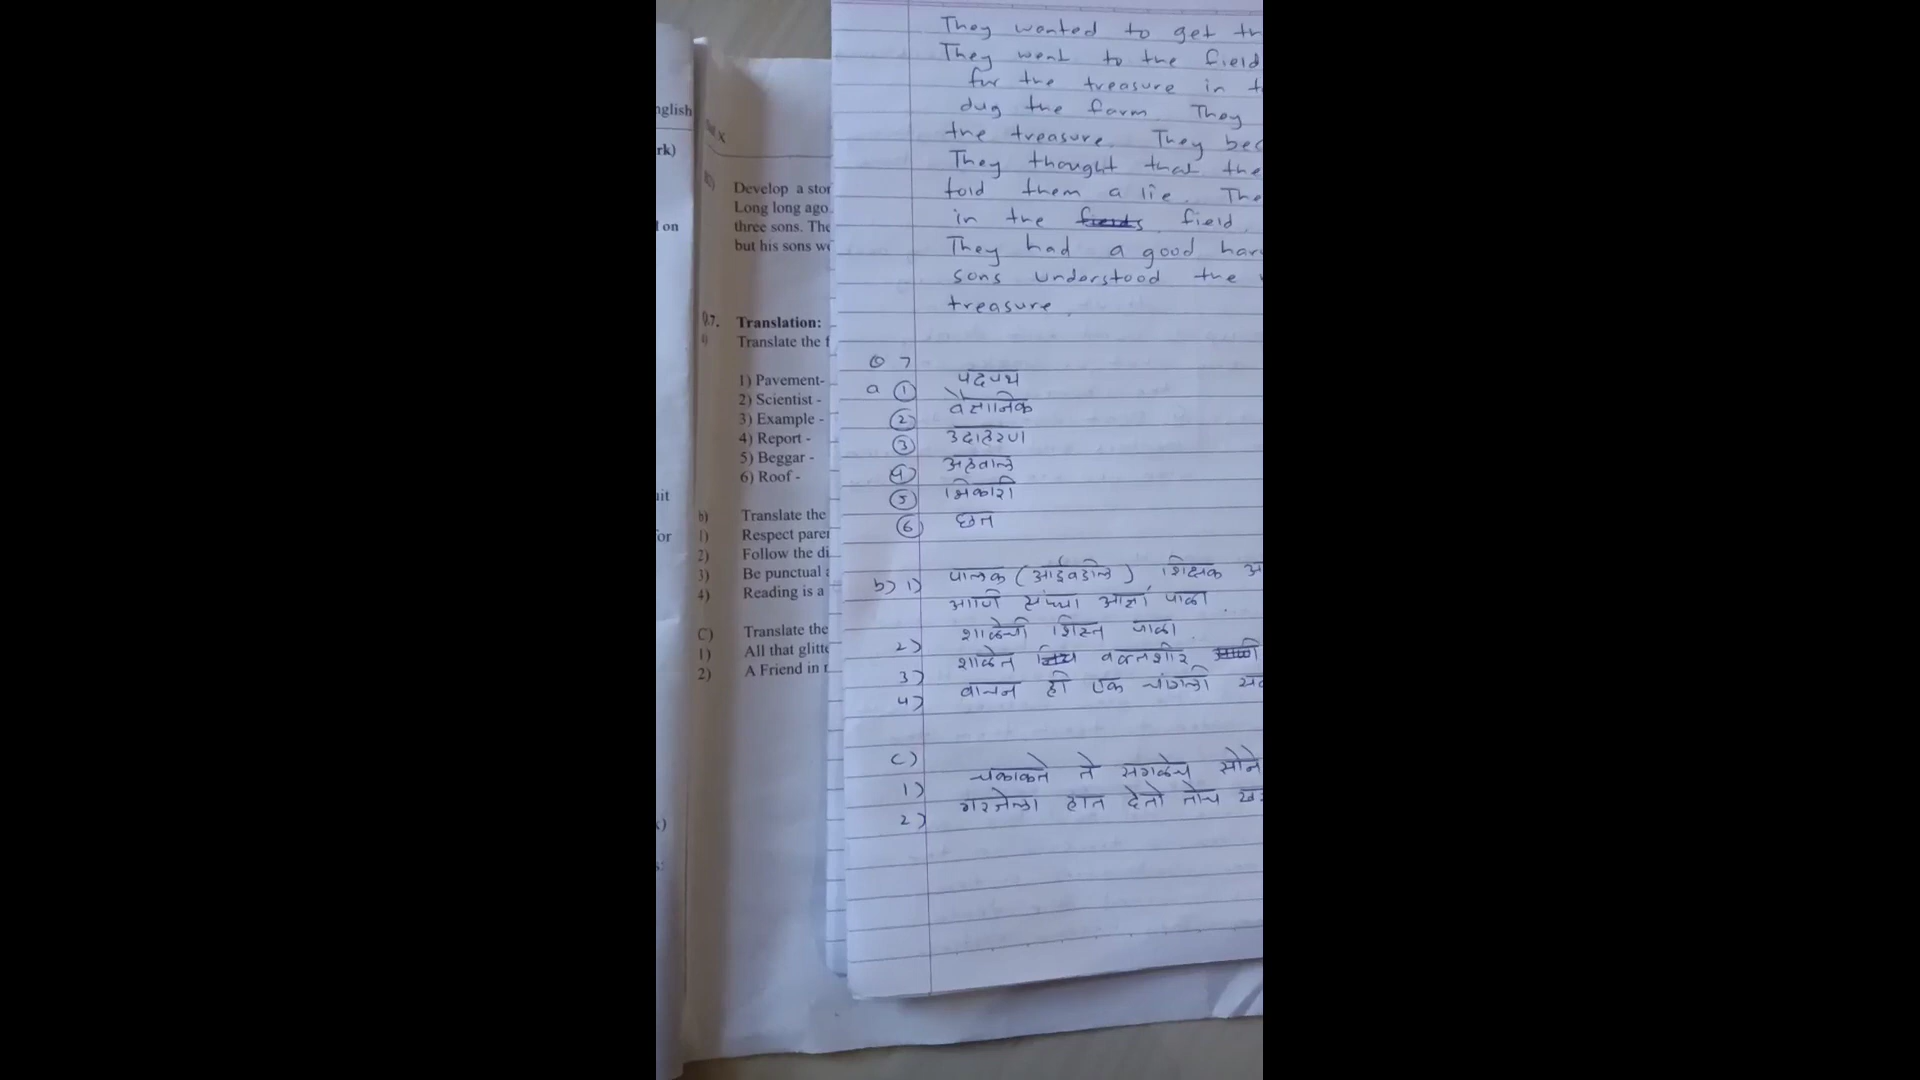 nglish
rk)
on
uit
for
Develop a stor
Long long ago
three sons. The
but his sons we
Q.7. Translation:
Translate the f
1) Pavement-
2) Scientist -
3) Example -
4) Report -
5) Beggar -
6) Roof -
b) Translate the
1) Respect parer
2) Follow the di
3) Be punctual a
4) Reading is a
C) Translate the
1) All that glitte
2) A Friend in n
They wanted to get th
They went to the field
for the treasure in t
dug the farm. They
the treasure. They bec
They thought that the
told them a lie. The
in the fields field.
They had a good har
sons understood the
treasure.
Q 7
a 1 पदपथ
2 वैज्ञानिक
3 उदाहरण
4 अहवाल
5 भिकारी
6 छत
b) 1) पालक (आईवडील), शिक्षक अ
आणि संध्या आज्ञा पाळा.
2) शाळेची शिस्त पाळा
3) शाळेत वक्तशीर
4) वाचन ही एक चांगली सव
C)
1) चकाकते ते सगळेच सोने
2) गरजेला हात देतो तोच ख